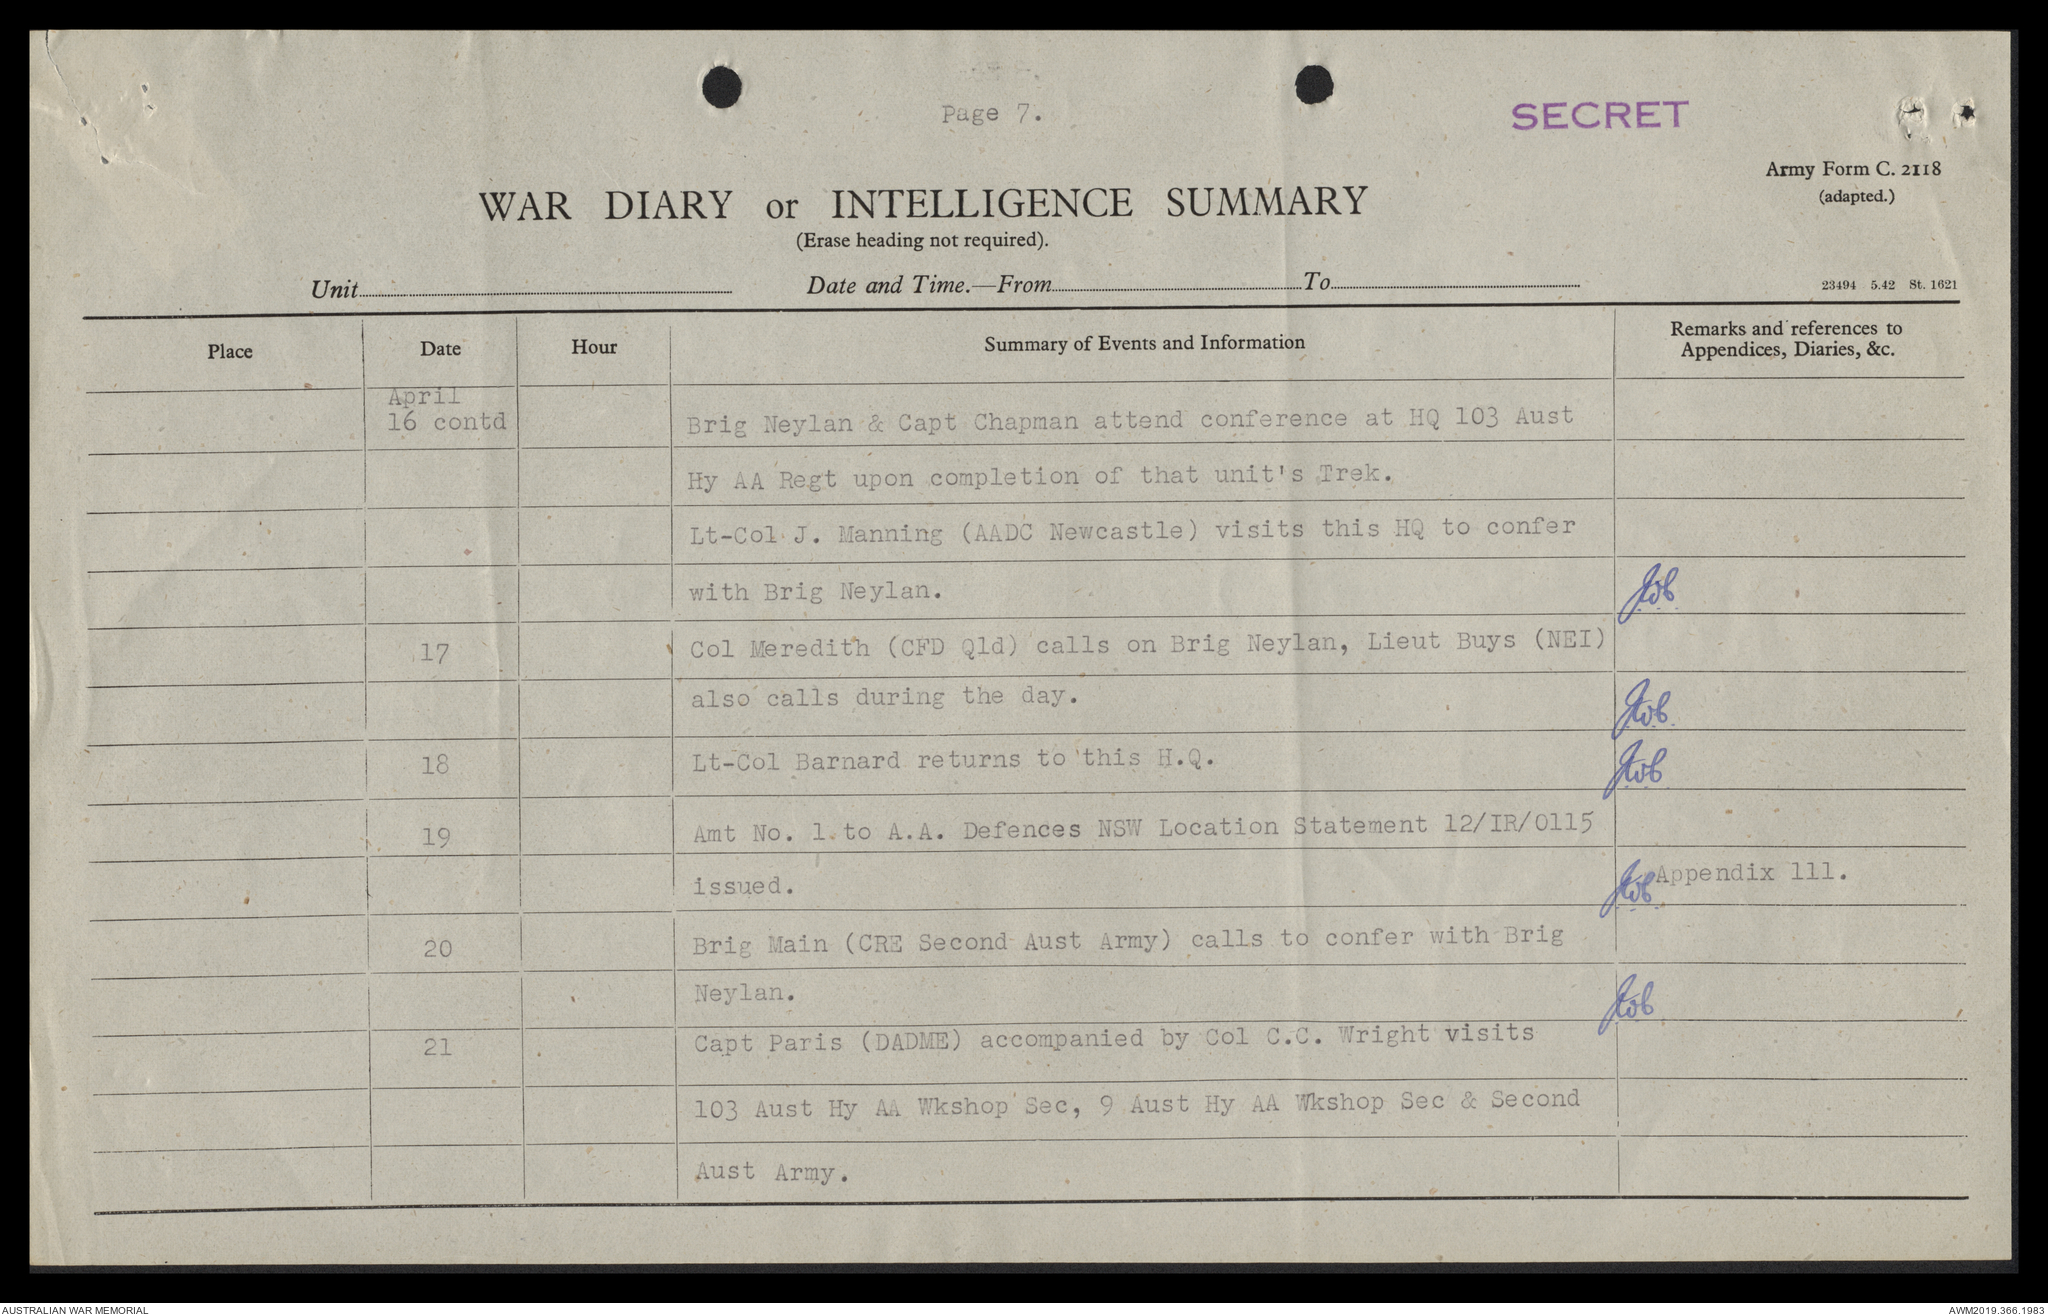 Page 7.
SECRET
Army Form C. 2118
(adapted.)
WAR DIARY or INTELLIGENCE SUMMARY
(Erase heading not required).
Unit
Date and Time.—From To
23494 5.42 St. 1621
Place Date Hour Summary of Events and Information Remarks and references to
Appendices, Diaries, &c.
April
16 contd Brig Neylan & Capt Chapman attend conference at HQ 103 Aust
Hy AA Regt upon completion of that unit's Trek.
Lt-Col J. Manning (AADC Newcastle) visits this HQ to confer
with Brig Neylan.
17 Col Meredith (CFD Qld) calls on Brig Neylan, Lieut Buys (NEI)
also calls during the day.
18 Lt-Col Barnard returns to this H.Q.
19 Amt No. 1 to A.A. Defences NSW Location Statement 12/IR/0115
issued. Appendix 111.
20 Brig Main (CRE Second Aust Army) calls to confer with Brig
Neylan.
21 Capt Paris (DADME) accompanied by Col C.C. Wright visits
103 Aust Hy AA Wkshop Sec, 9 Aust Hy AA Wkshop Sec & Second
Aust Army.
AUSTRALIAN WAR MEMORIAL
AWM2019.366.1983